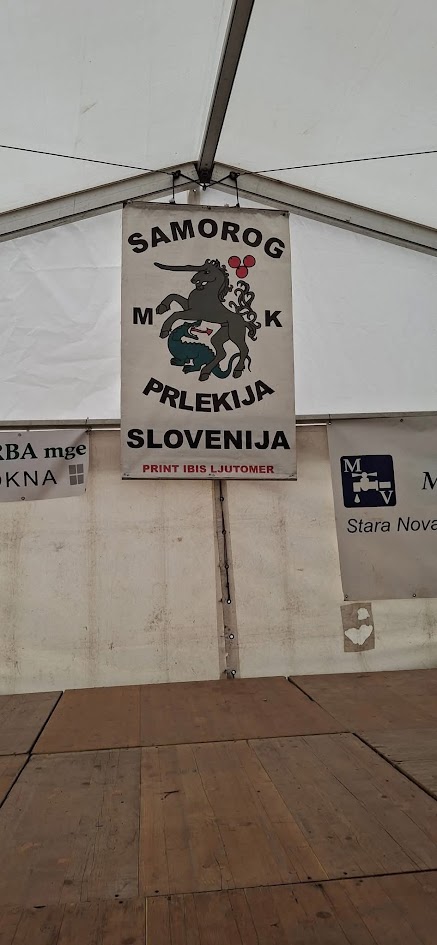 SAMOROG
M K
PRLEKIJA
SLOVENIJA
PRINT IBIS LJUTOMER
RBA mge
OKNA
M
V
M
Stara Nova